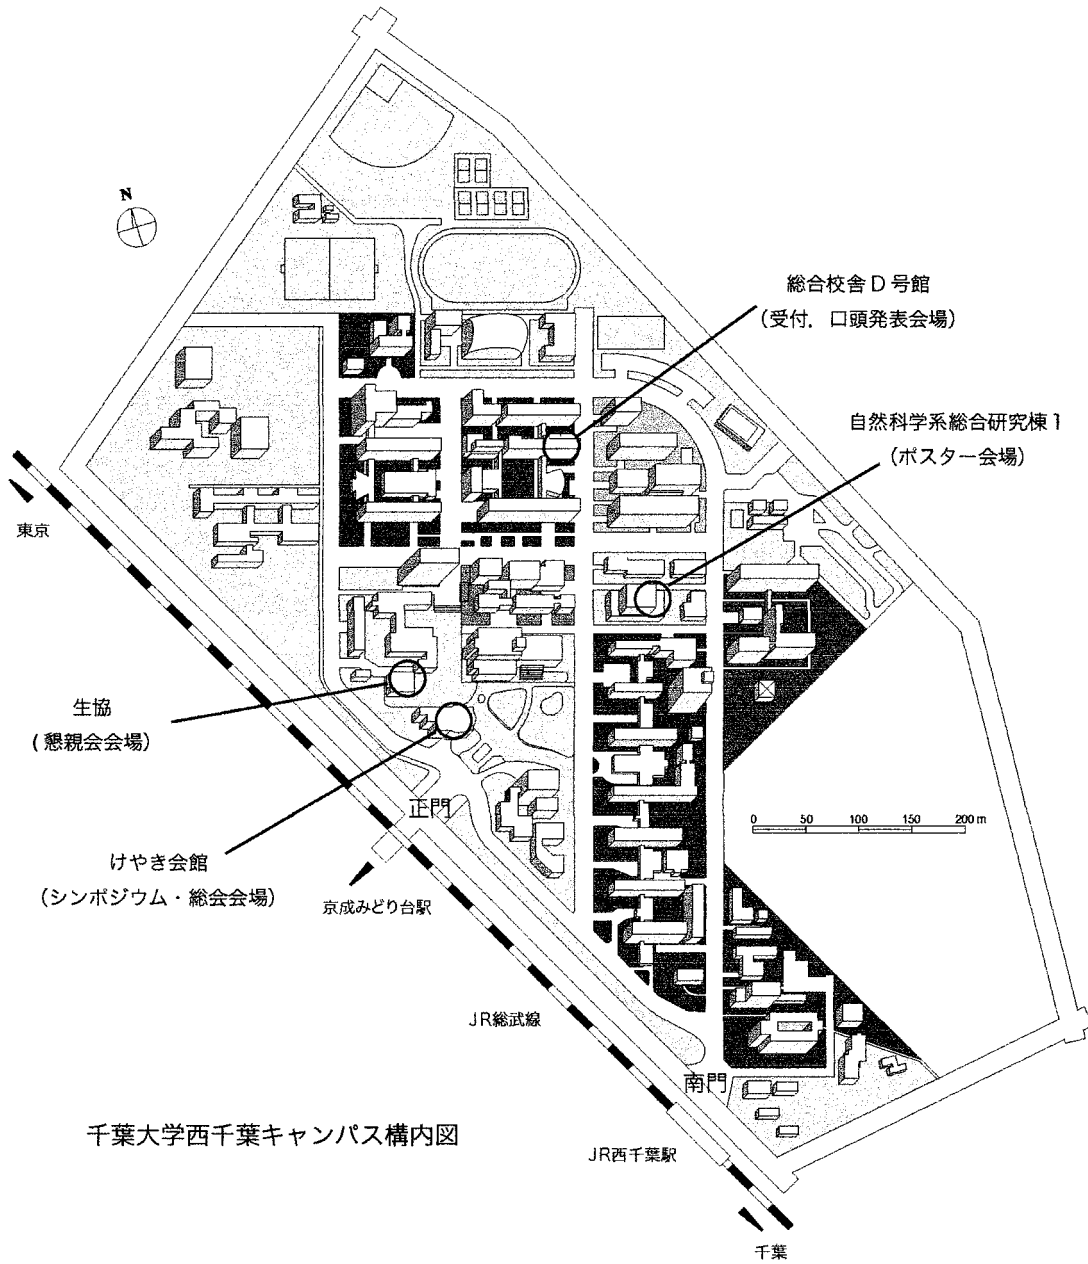 N
総合校舎D号館
(受付，口頭発表会場)
自然科学系総合研究棟1
(ポスター会場)
東京
生協
(懇親会会場)
正門
0 50 100 150 200 m
けやき会館
(シンポジウム・総会会場)
京成みどり台駅
JR総武線
南門
千葉大学西千葉キャンパス構内図
JR西千葉駅
千葉